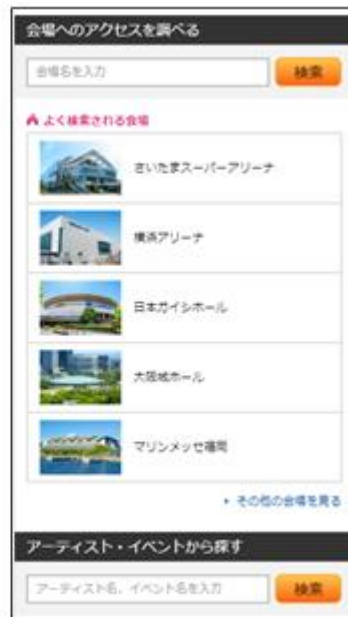 会場へのアクセスを調べる
会場名を入力
検索
よく検索される会場
さいたまスーパーアリーナ
横浜アリーナ
日本ガイシホール
大阪城ホール
マリンメッセ福岡
その他の会場を見る
アーティスト・イベントから探す
アーティスト名、イベント名を入力
検索